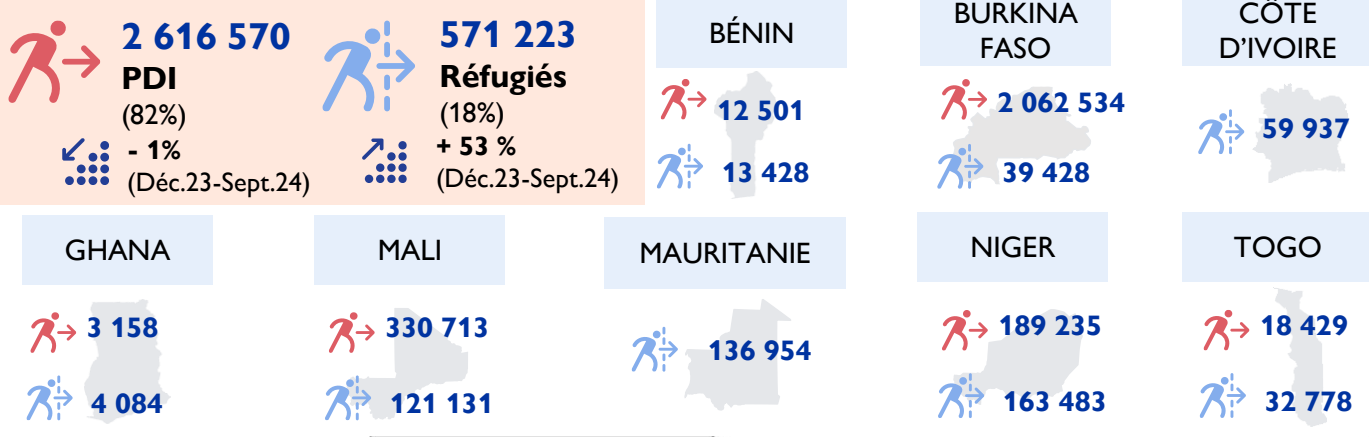 2 616 570
PDI
(82%)
- 1%
(Déc.23-Sept.24)
571 223
Réfugiés
(18%)
+ 53 %
(Déc.23-Sept.24)
BÉNIN
12 501
13 428
BURKINA
FASO
2 062 534
39 428
CÔTE
D'IVOIRE
59 937
GHANA
3 158
4 084
MALI
330 713
121 131
MAURITANIE
136 954
NIGER
189 235
163 483
TOGO
18 429
32 778